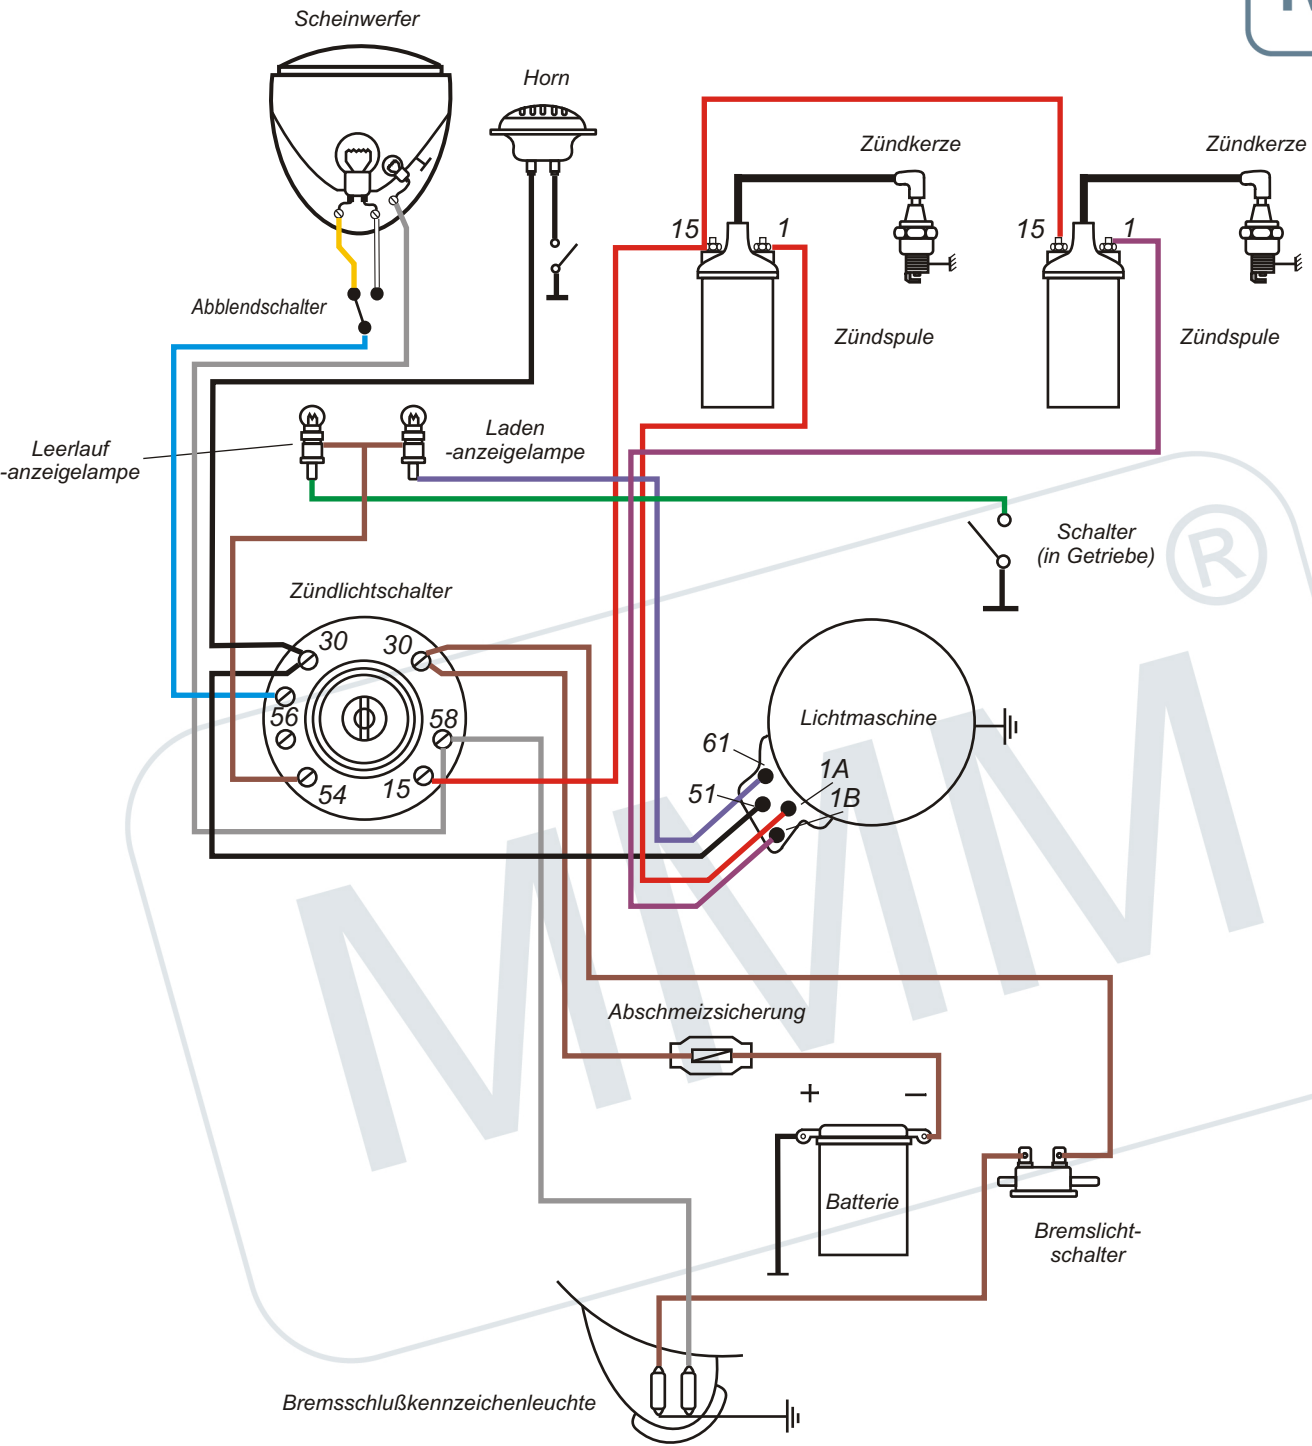 Scheinwerfer
Horn
Zündkerze
Zündkerze
15
1
15
1
Abblendschalter
Zündspule
Zündspule
Leerlauf
-anzeigelampe
Laden
-anzeigelampe
Schalter
(in Getriebe)
®
Zündlichtschalter
30
30
56
58
54
15
Lichtmaschine
61
51
1A
1B
MMM
Abschmeizsicherung
+
−
Batterie
Bremslicht-
schalter
Bremsschlußkennzeichenleuchte